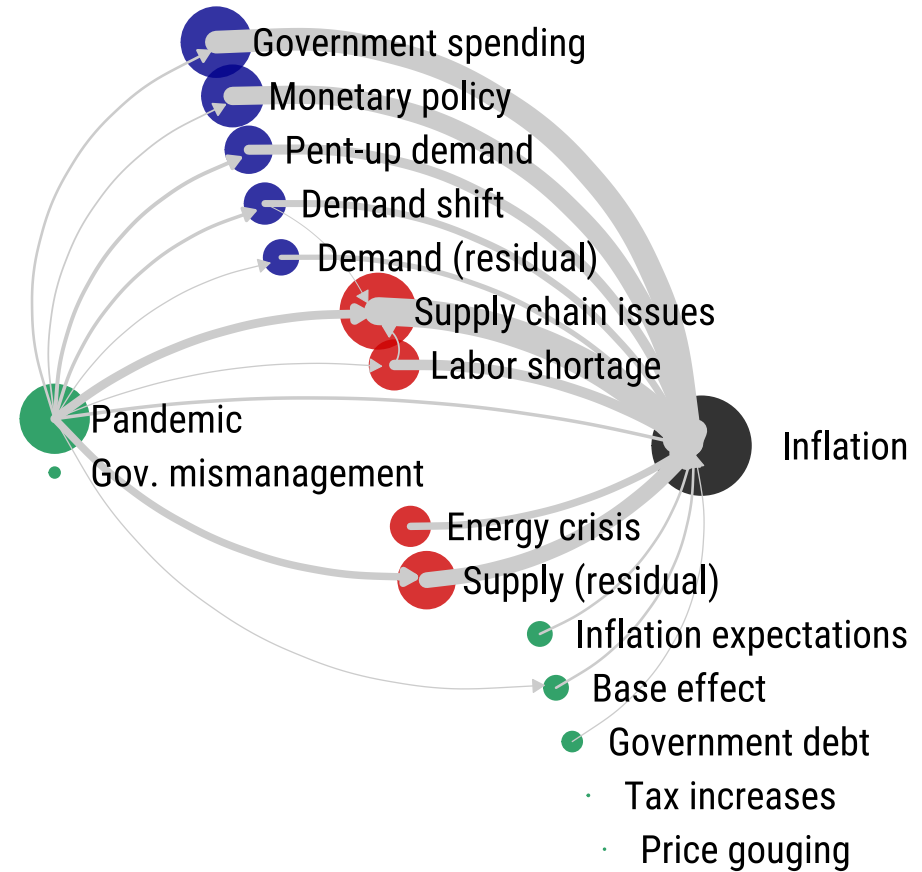 Government spending
Monetary policy
Pent-up demand
Demand shift
Demand (residual)
Supply chain issues
Labor shortage
Pandemic
Inflation
Gov. mismanagement
Energy crisis
Supply (residual)
Inflation expectations
Base effect
Government debt
Tax increases
Price gouging